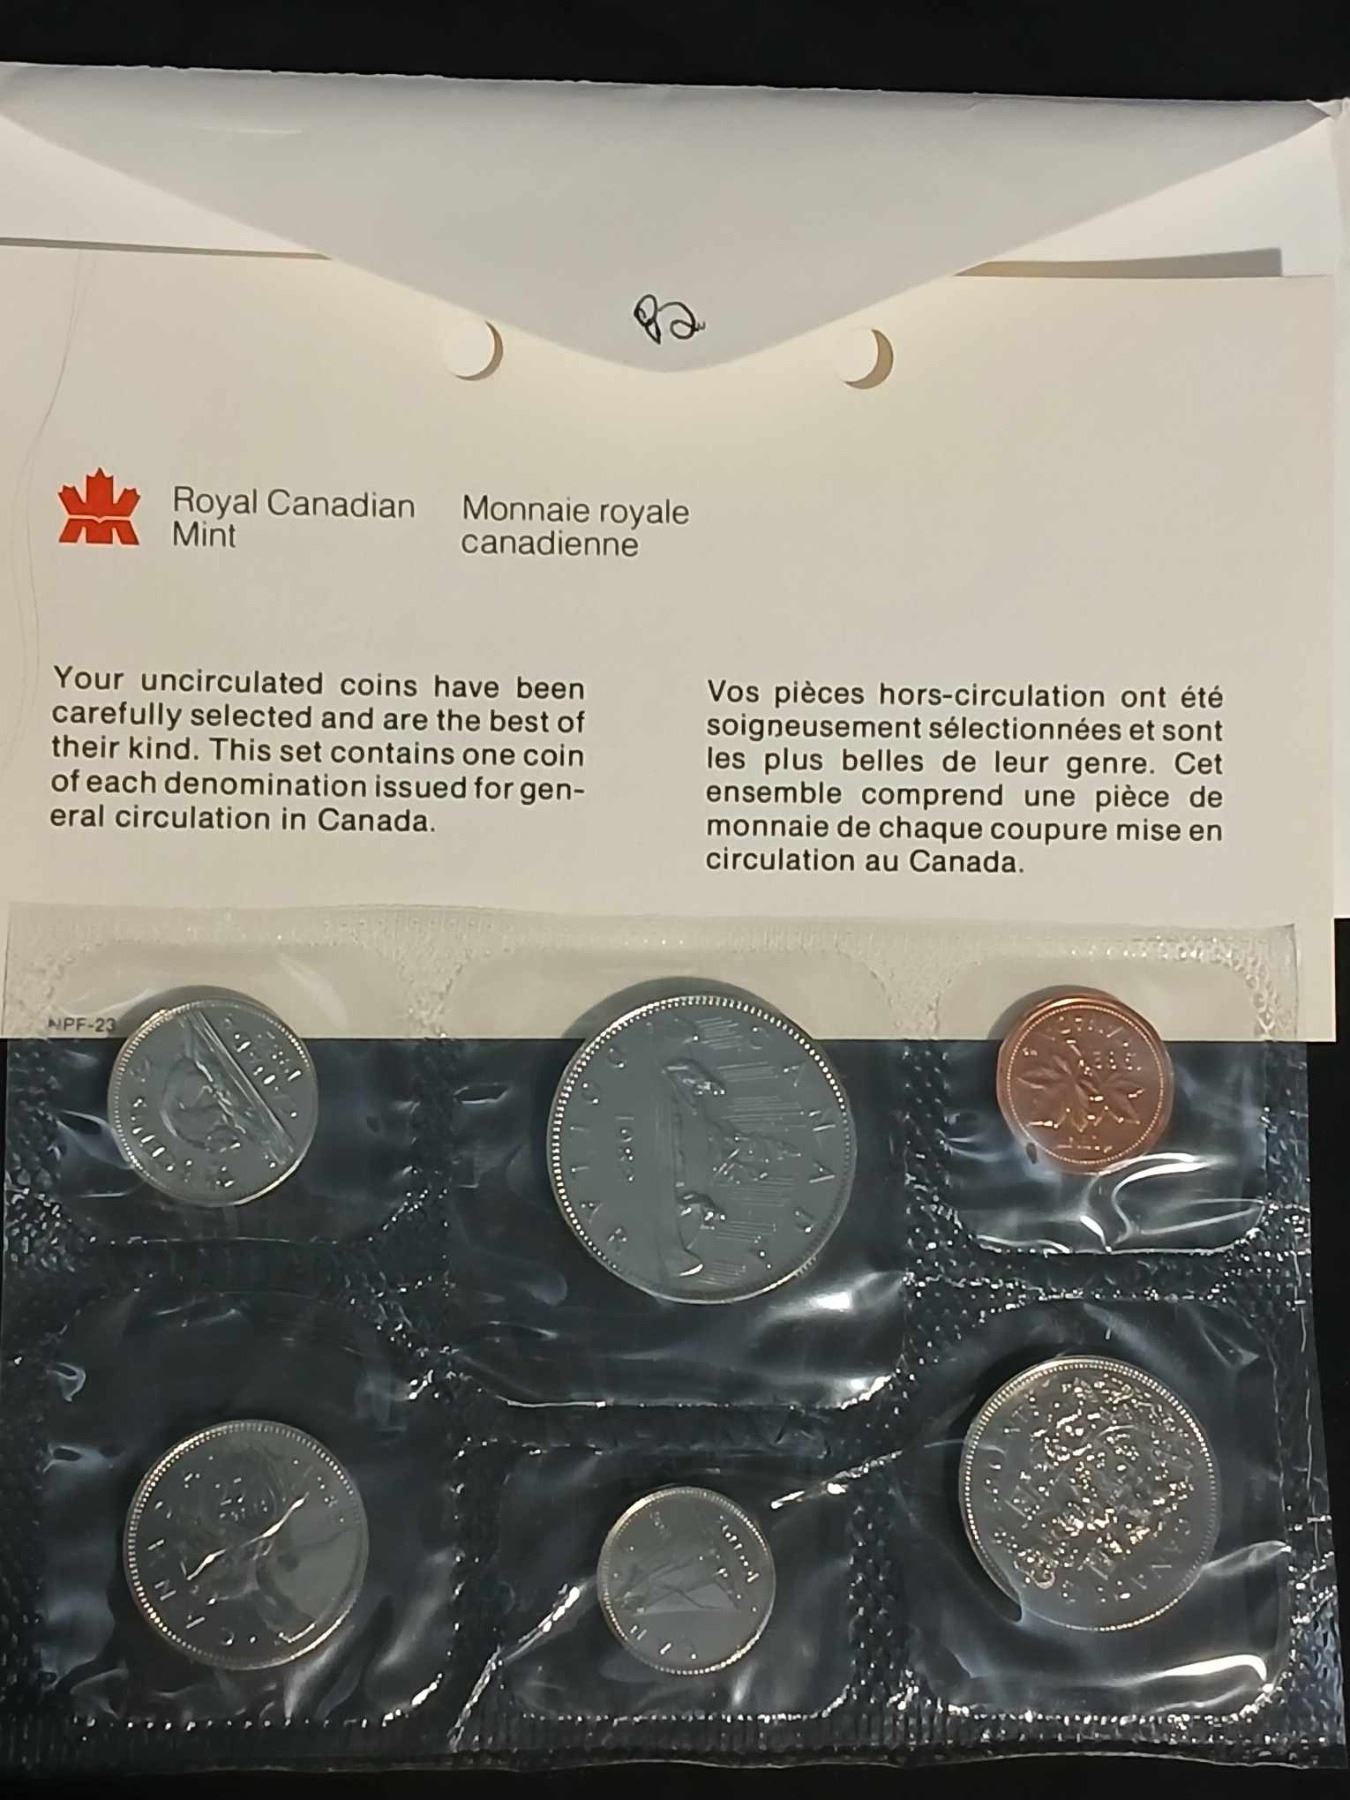 82
Royal Canadian
Mint
Monnaie royale
canadienne
Your uncirculated coins have been
carefully selected and are the best of
their kind. This set contains one coin
of each denomination issued for gen-
eral circulation in Canada.
Vos pièces hors-circulation ont été
soigneusement sélectionnées et sont
les plus belles de leur genre. Cet
ensemble comprend une pièce de
monnaie de chaque coupure mise en
circulation au Canada.
NPF-23
CANADA
1982
CANADA